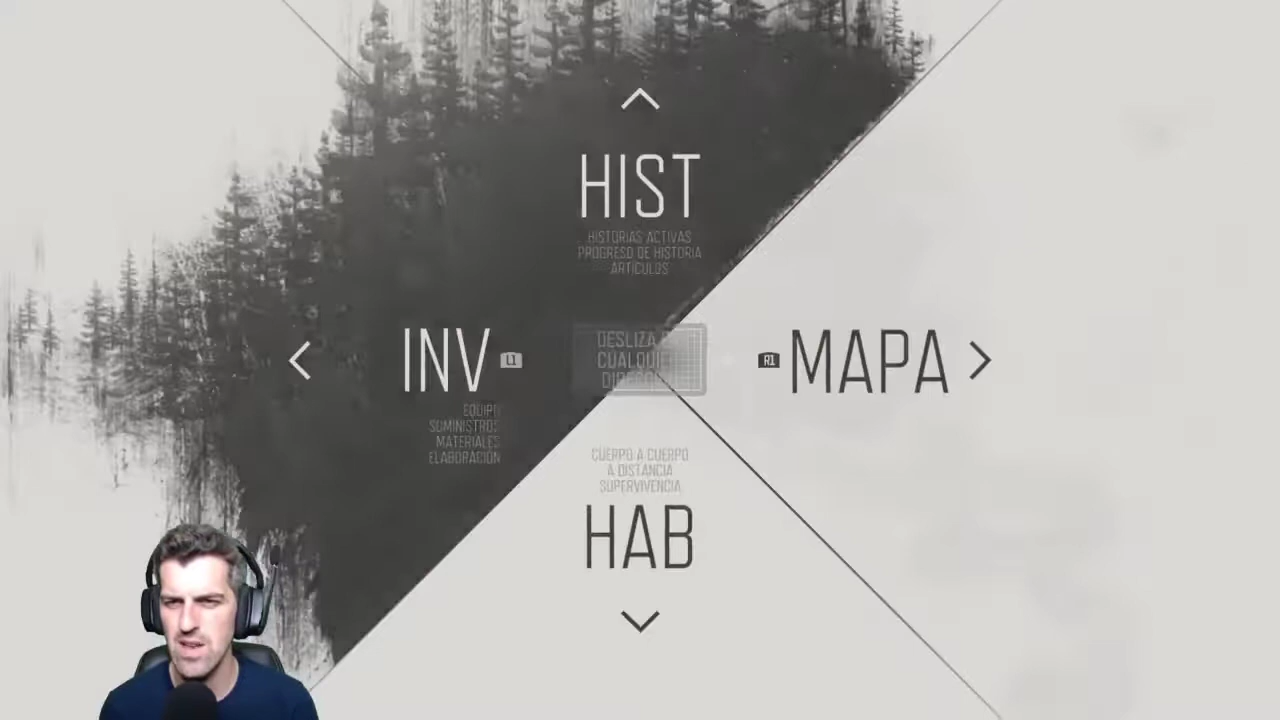 HIST
HISTORIAS ACTIVAS
PROGRESO DE HISTORIA
ARTÍCULOS
INV L1
EQUIPO
SUMINISTROS
MATERIALES
ELABORACIÓN
DESLIZA
R1 MAPA
CUERPO A CUERPO
A DISTANCIA
SUPERVIVENCIA
HAB